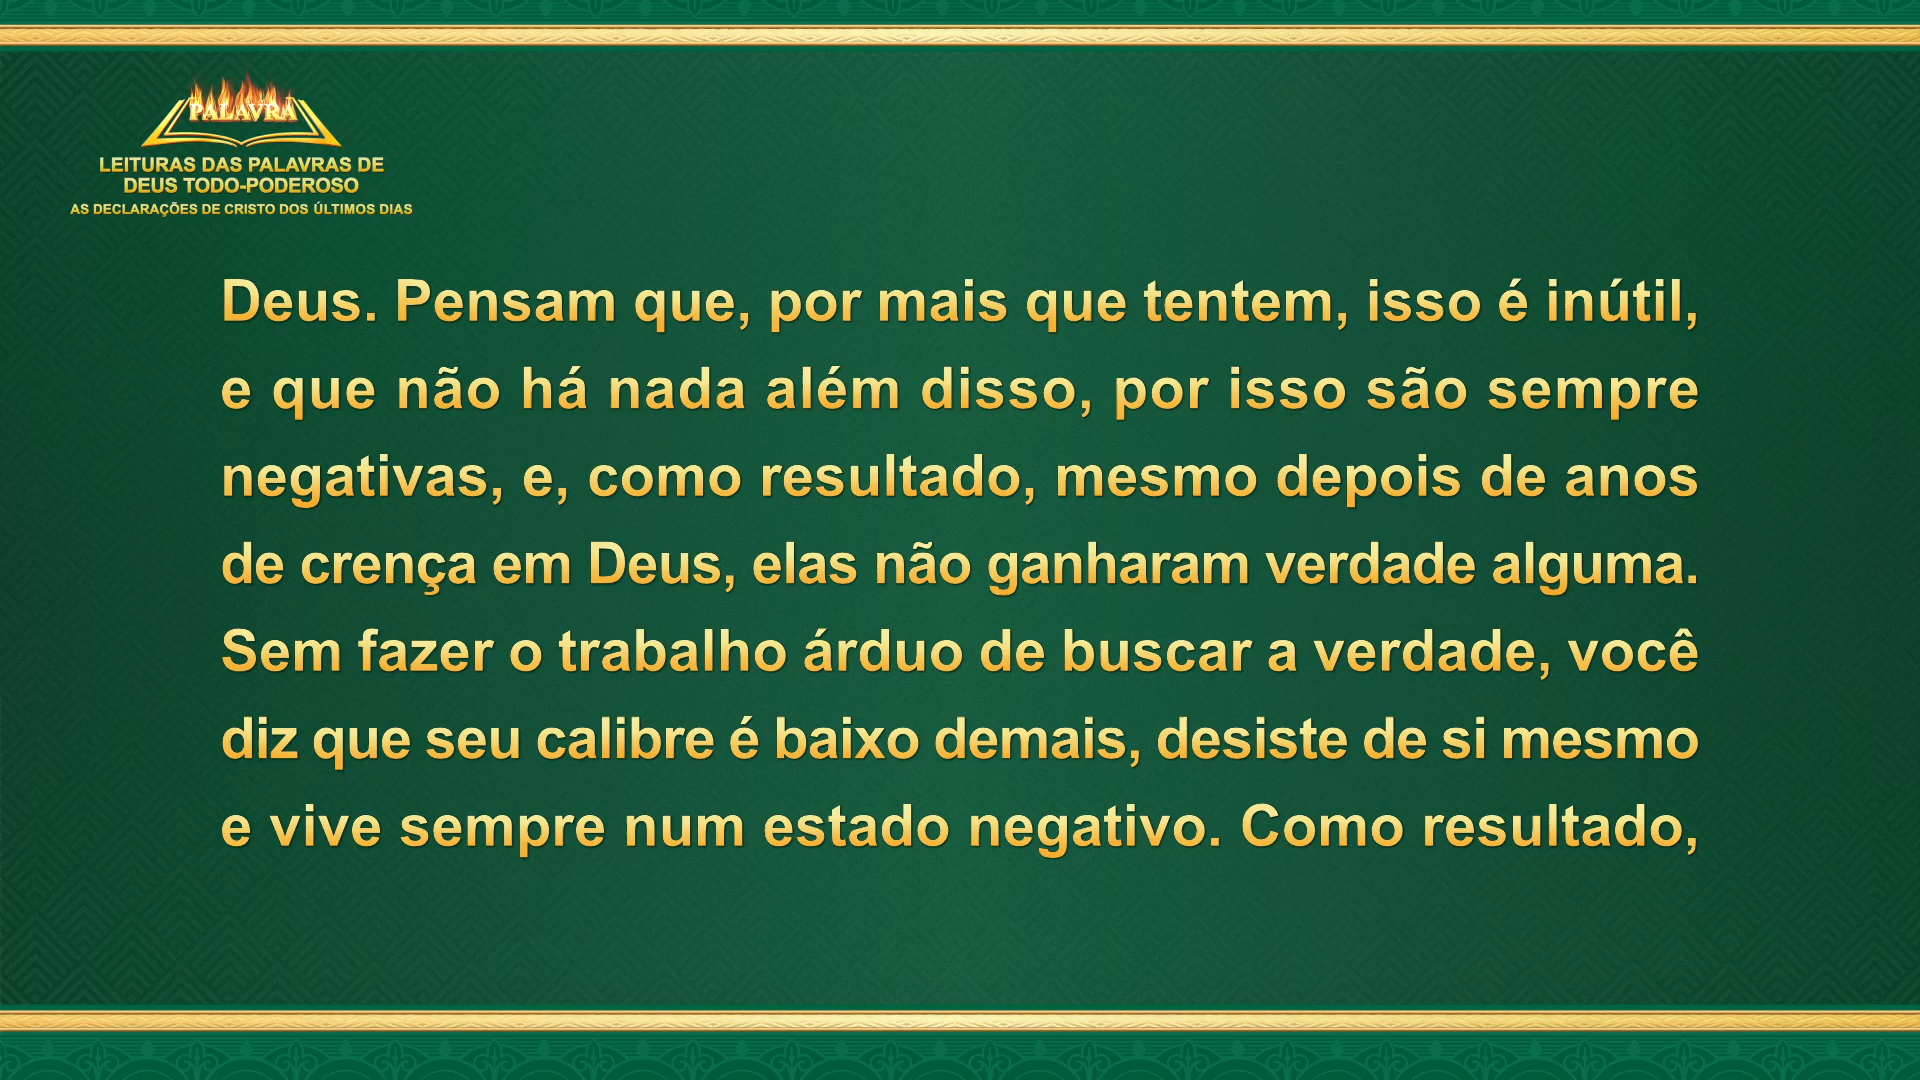 PALAVRA
LEITURAS DAS PALAVRAS DE
DEUS TODO-PODEROSO
AS DECLARAÇÕES DE CRISTO DOS ÚLTIMOS DIAS
Deus. Pensam que, por mais que tentem, isso é inútil,
e que não há nada além disso, por isso são sempre
negativas, e, como resultado, mesmo depois de anos
de crença em Deus, elas não ganharam verdade alguma.
Sem fazer o trabalho árduo de buscar a verdade, você
diz que seu calibre é baixo demais, desiste de si mesmo
e vive sempre num estado negativo. Como resultado,